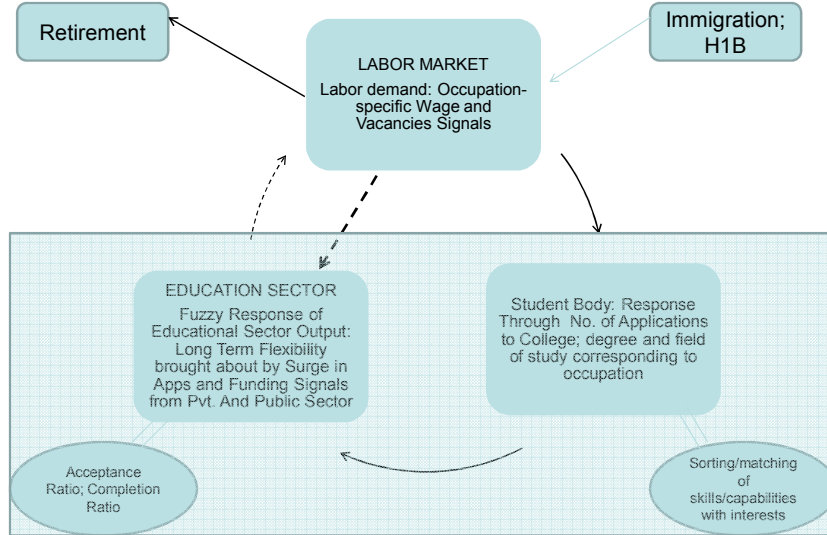 Retirement
Immigration;
H1B
LABOR MARKET
Labor demand: Occupation-
specific Wage and
Vacancies Signals
EDUCATION SECTOR
Fuzzy Response of
Educational Sector Output:
Long Term Flexibility
brought about by Surge in
Apps and Funding Signals
from Pvt. And Public Sector
Student Body: Response
Through No. of Applications
to College; degree and field
of study corresponding to
occupation
Acceptance
Ratio; Completion
Ratio
Sorting/matching
of
skills/capabilities
with interests